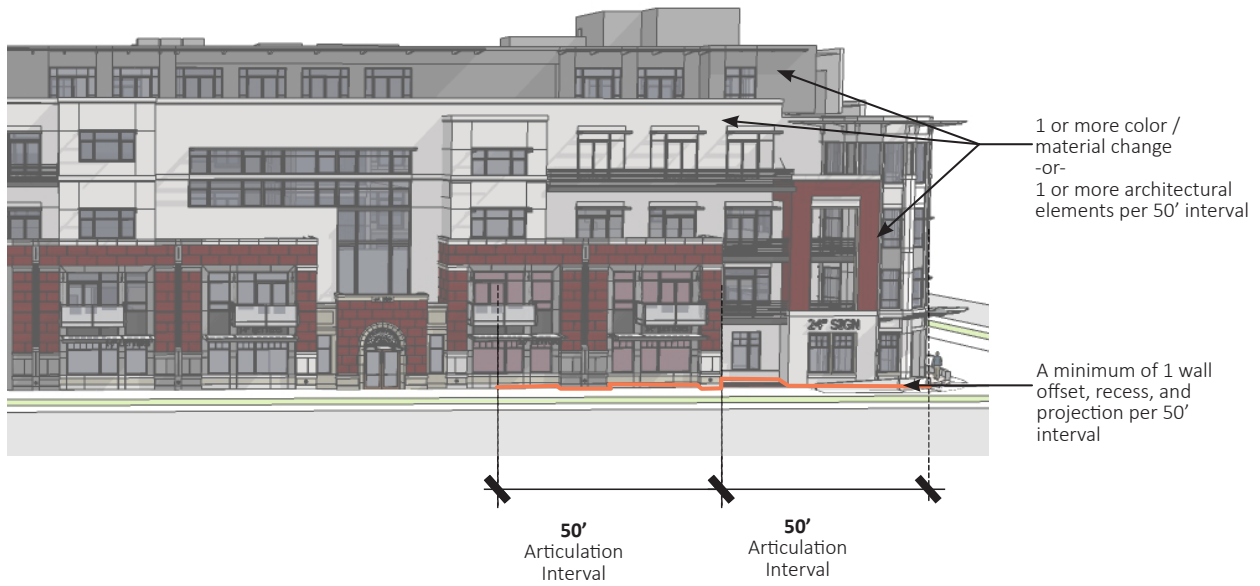 1 or more color /
material change
-or-
1 or more architectural
elements per 50’ interval
24" SIGN
A minimum of 1 wall
offset, recess, and
projection per 50’
interval
50’
Articulation
Interval
50’
Articulation
Interval